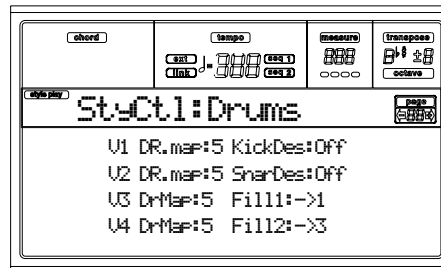 chord tempo measure transpose
ext seq 1
link seq 2
octave
style play page
StyCtl:Drums
V1 DR.map:5 KickDes:Off
V2 DR.map:5 SnarDes:Off
V3 DrMap:5 Fill1:->1
V4 DrMap:5 Fill2:->3